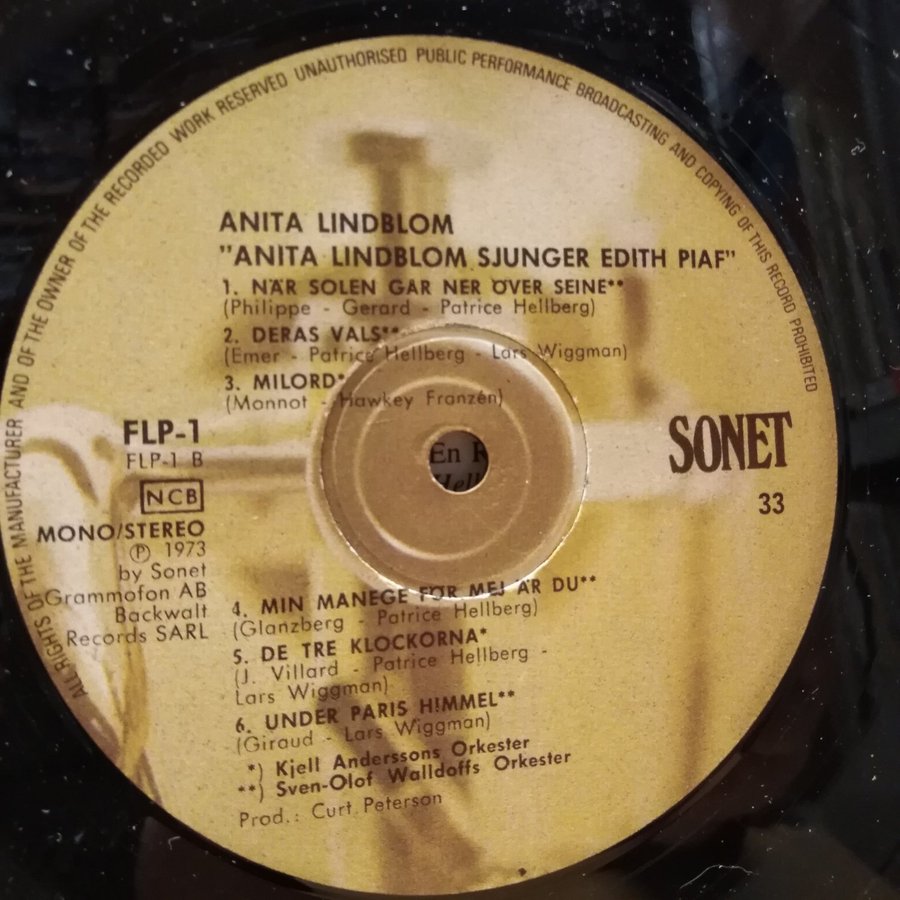 ALL RIGHTS OF THE MANUFACTURER AND OF THE OWNER OF THE RECORDED WORK RESERVED UNAUTHORISED PUBLIC PERFORMANCE BROADCASTING AND COPYING OF THIS RECORD PROHIBITED
ANITA LINDBLOM
"ANITA LINDBLOM SJUNGER EDITH PIAF"
1. NÄR SOLEN GAR NER ÖVER SEINE**
(Philippe - Gerard - Patrice Hellberg)
2. DERAS VALS**
(Emer - Patrice Hellberg - Lars Wiggman)
3. MILORD*
(Monnot - Hawkey Franzén)
FLP-1
FLP-1 B
NCB
MONO/STEREO
Ⓟ 1973
by Sonet
Grammofon AB
Backwalt
Records SARL
En
SONET
33
4. MIN MANEGE FÖR MEJ ÄR DU**
(Glanzberg - Patrice Hellberg)
5. DE TRE KLOCKORNA*
(J. Villard - Patrice Hellberg -
Lars Wiggman)
6. UNDER PARIS HIMMEL**
(Giraud - Lars Wiggman)
*) Kjell Anderssons Orkester
**) Sven-Olof Walldoffs Orkester
Prod.: Curt Peterson